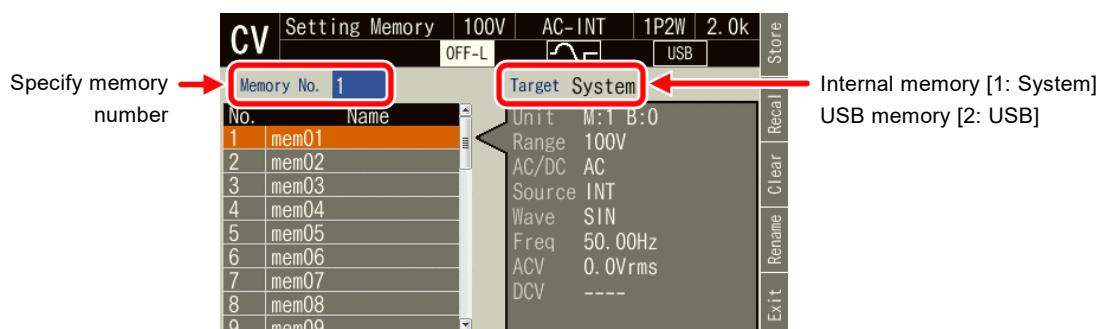 CV Setting Memory 100V AC-INT 1P2W 2.0k
OFF-L USB
Specify memory
number
Memory No. 1
Target System
Internal memory [1: System]
USB memory [2: USB]
No. Name
1 mem01
2 mem02
3 mem03
4 mem04
5 mem05
6 mem06
7 mem07
8 mem08
9 mem09
Unit M:1 B:0
Range 100V
AC/DC AC
Source INT
Wave SIN
Freq 50.00Hz
ACV 0.0Vrms
DCV ----
Store
Recal
Clear
Rename
Exit